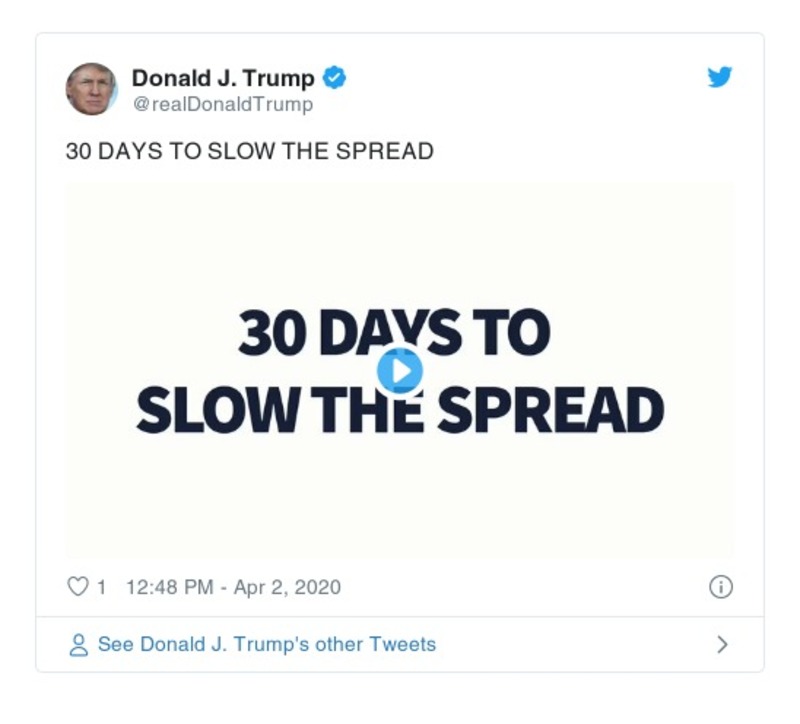 Donald J. Trump
@realDonaldTrump
30 DAYS TO SLOW THE SPREAD
30 DAYS TO
SLOW THE SPREAD
1 12:48 PM - Apr 2, 2020
See Donald J. Trump's other Tweets